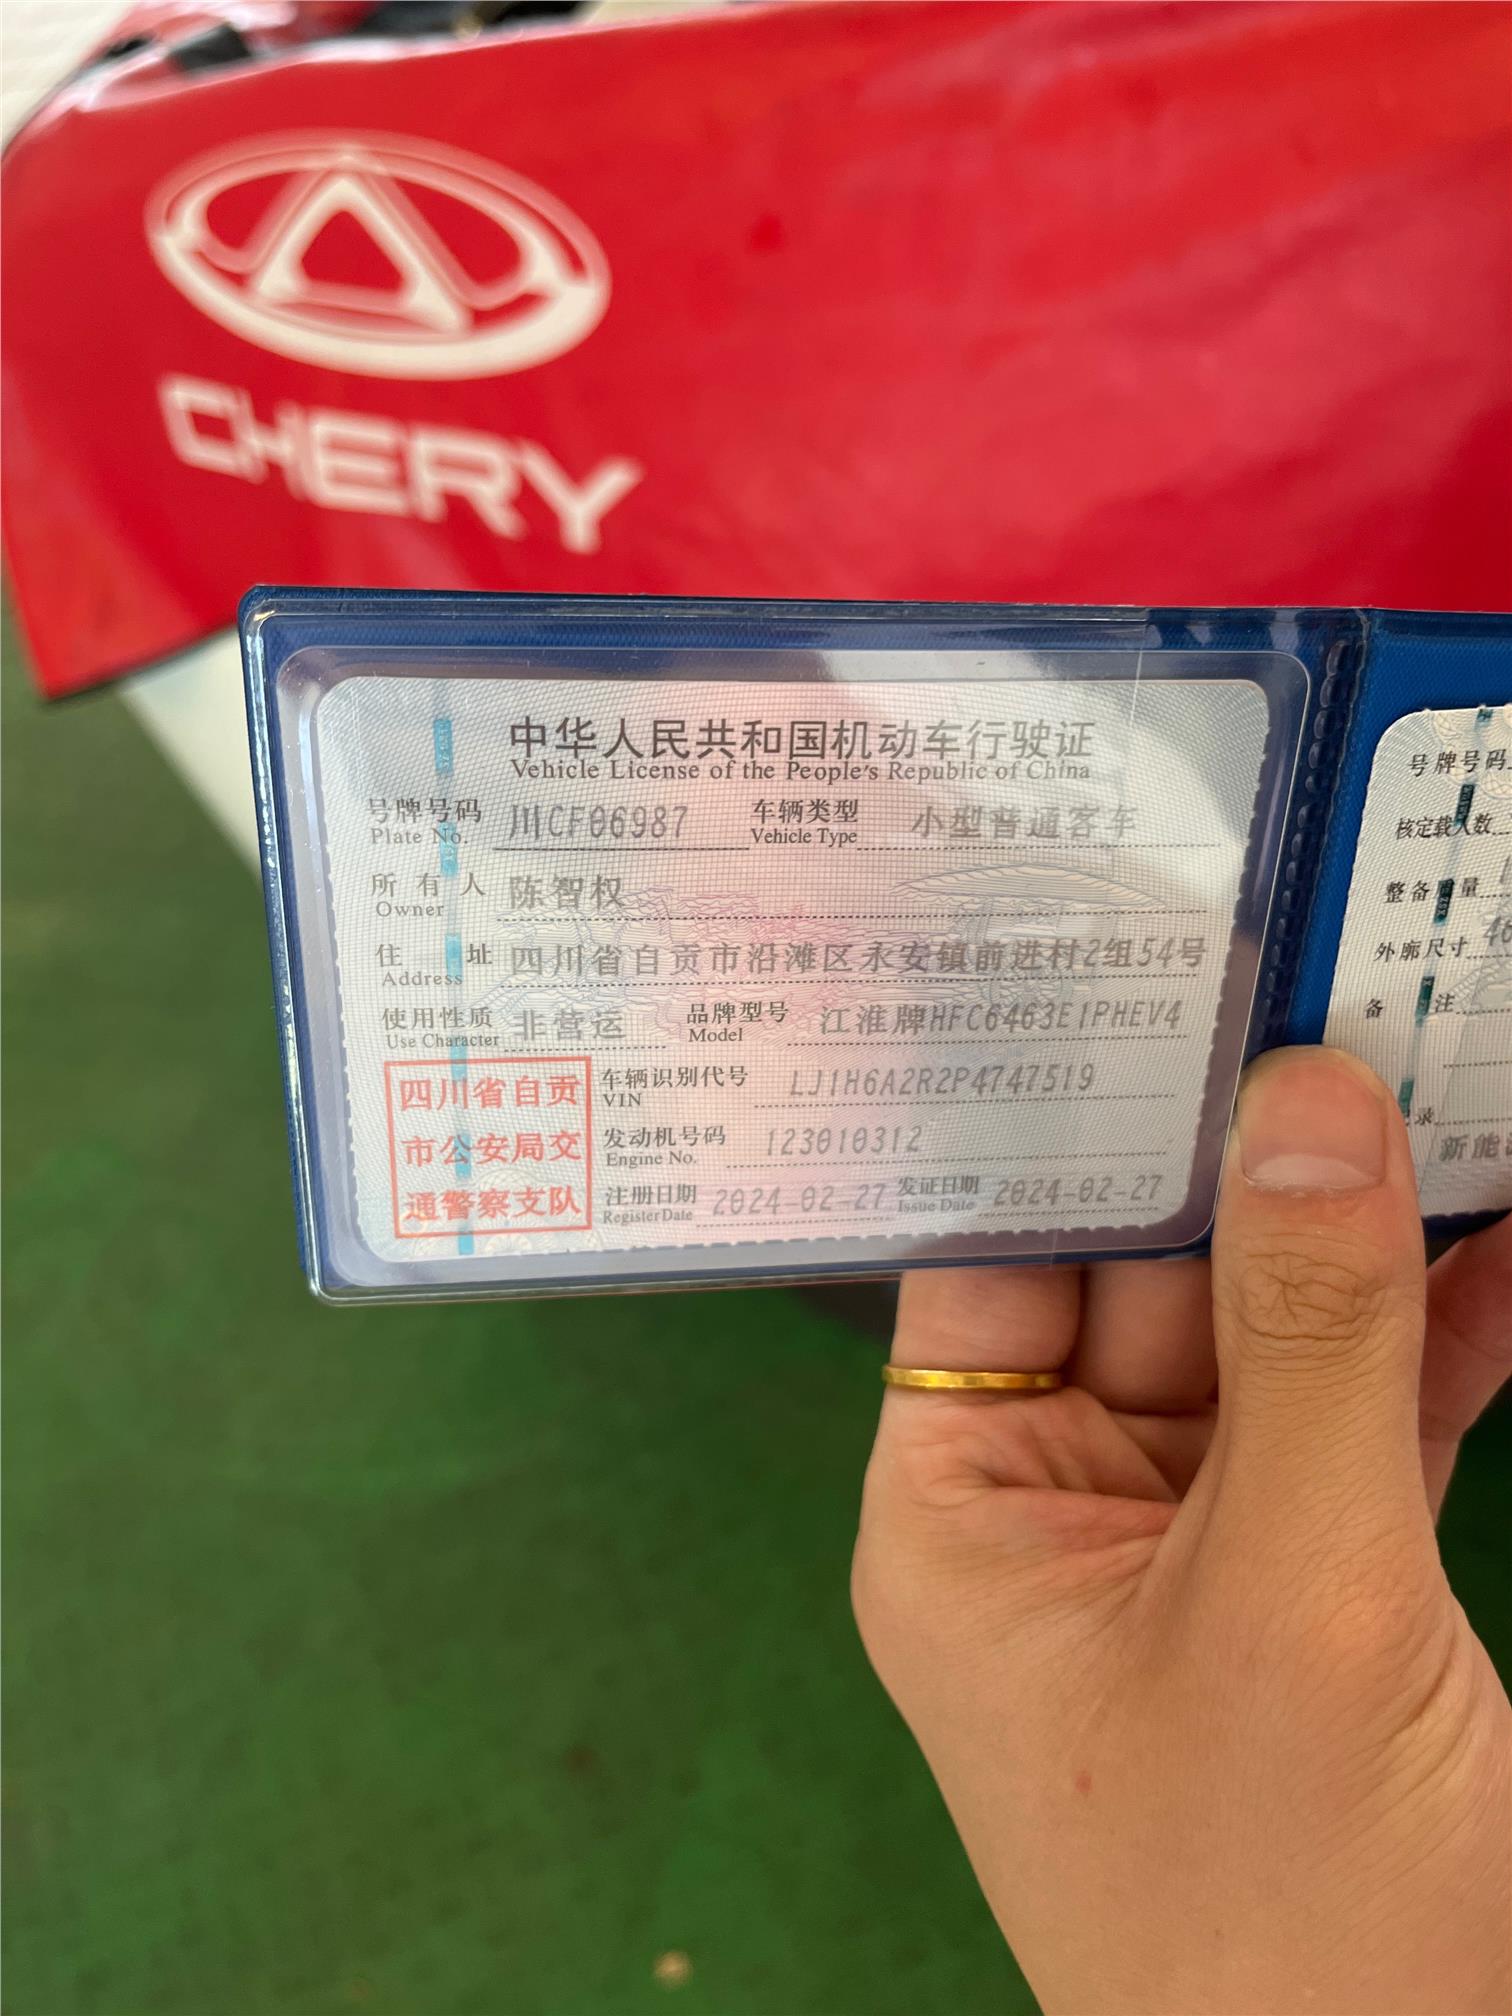 CHERY
中华人民共和国机动车行驶证
Vehicle License of the People's Republic of China
号牌号码 川CF06987 车辆类型 小型普通客车
Plate No. Vehicle Type
所有人 陈智权
Owner
住址 四川省自贡市沿滩区永安镇前进村2组54号
Address
使用性质 非营运 品牌型号 江淮牌HFC6463E1PHEV4
Use Character Model
四川省自贡
市公安局交
通警察支队
车辆识别代号 LJ1H6A2R2P4747519
VIN
发动机号码 123010312
Engine No.
注册日期 2024-02-27 发证日期 2024-02-27
Register Date Issue Date
号牌号码
核定载人数
整备质量
外廓尺寸 46
备注
录
新能